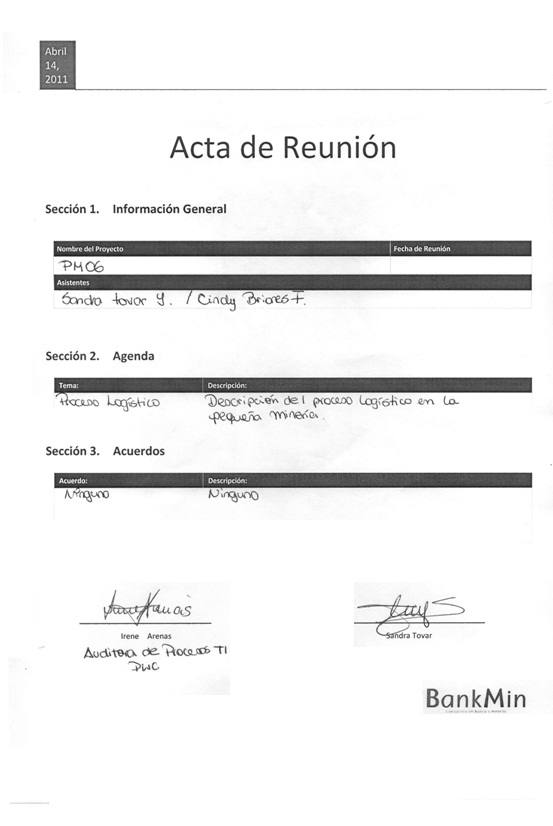 Abril
14,
2011
Acta de Reunión
Sección 1. Información General
Nombre del Proyecto Fecha de Reunión
PM06
Asistentes
Sandra tovar Y. / Cindy Briones F.
Sección 2. Agenda
Tema: Descripción:
Proceso Logístico Descripción del proceso Logístico en la
pequeña minería.
Sección 3. Acuerdos
Acuerdo: Descripción:
Ninguno Ninguno
Irene Arenas
Sandra Tovar
Auditora de Procesos TI
PWC
BankMin